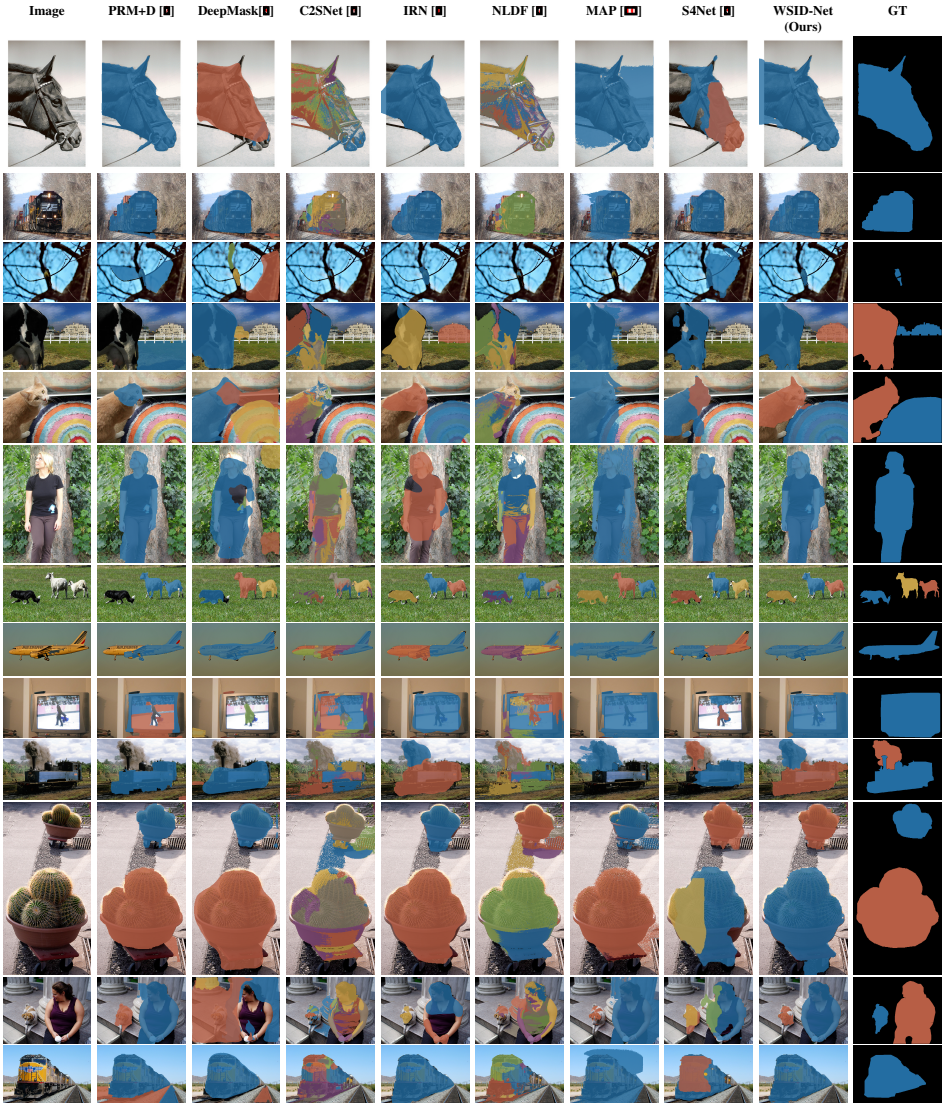 Image PRM+D [] DeepMask[] C2SNet [] IRN [] NLDF [] MAP [] S4Net [] WSID-Net GT
(Ours)